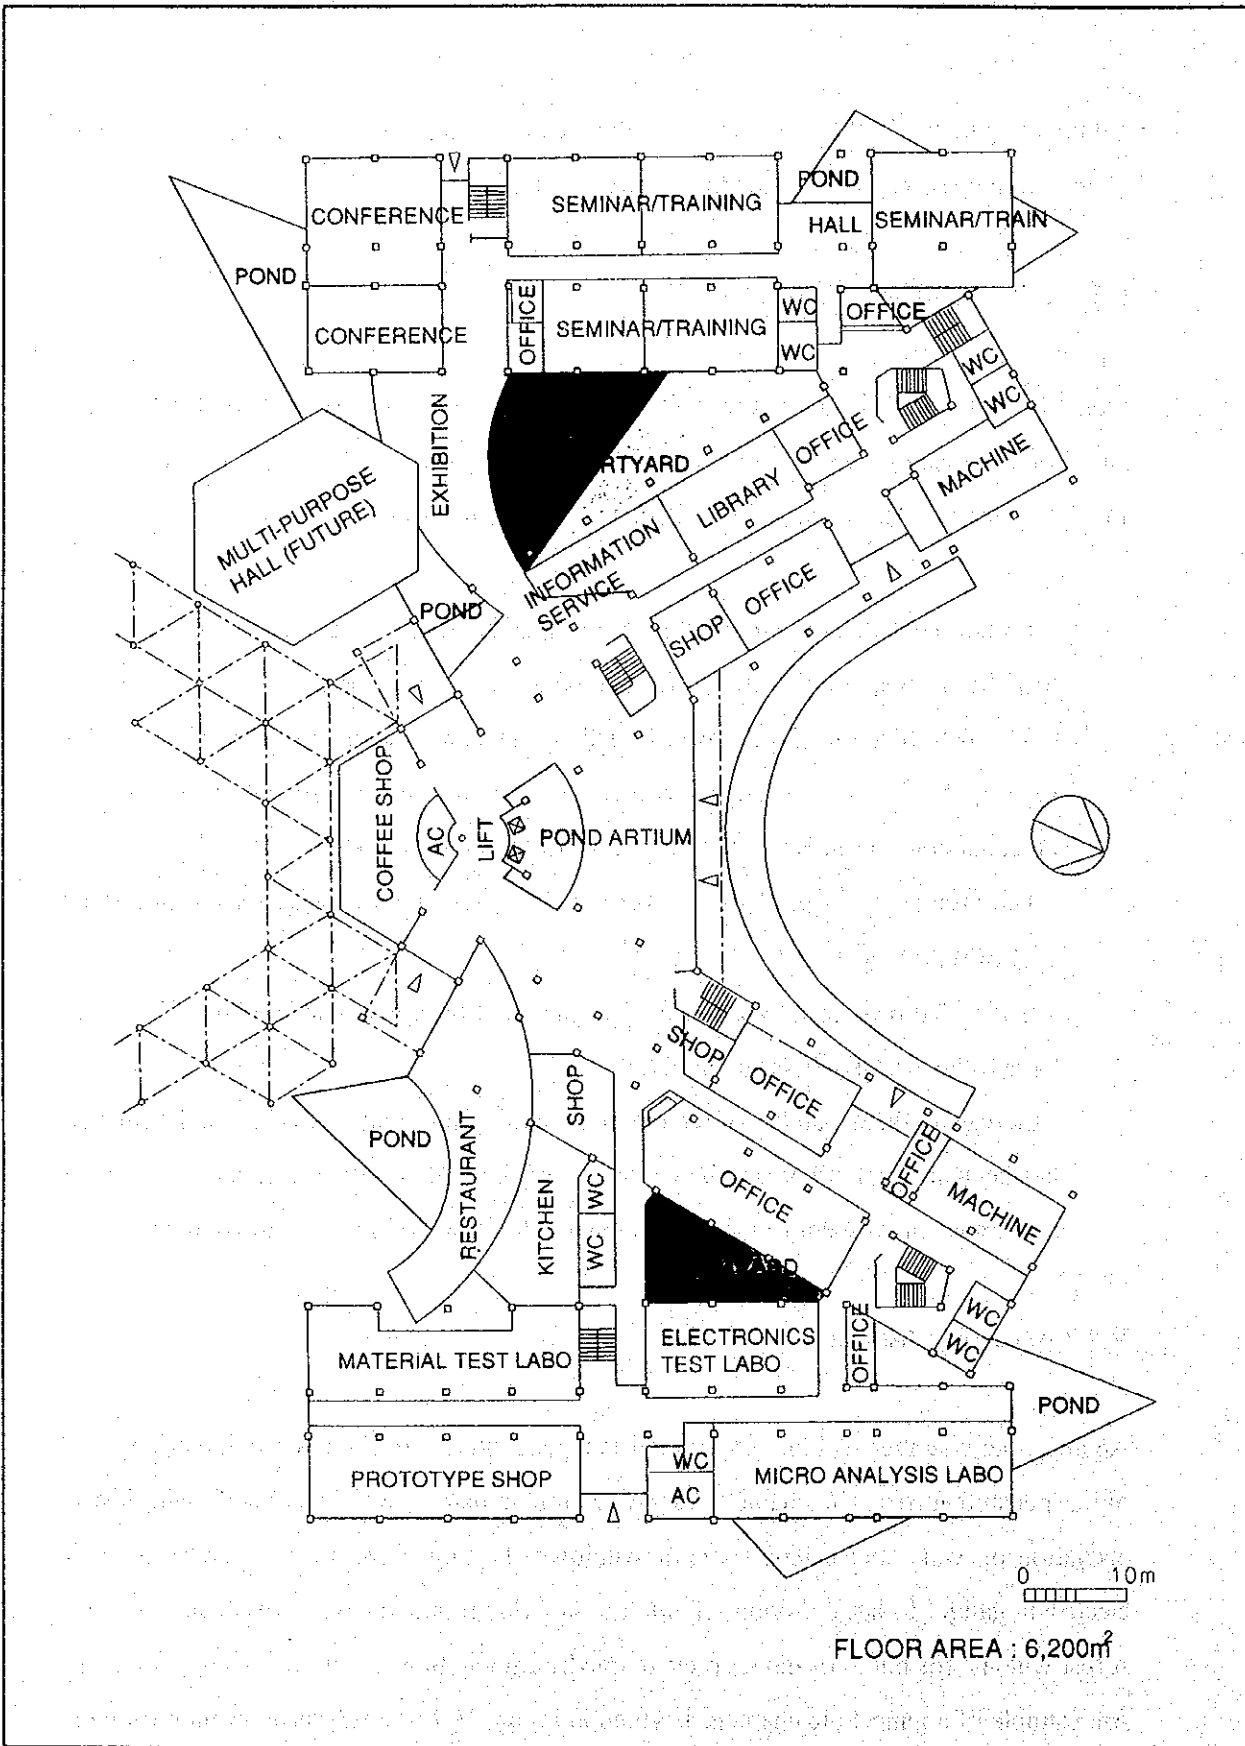 POND
CONFERENCE
SEMINAR/TRAINING
HALL
SEMINAR/TRAIN
POND
CONFERENCE
OFFICE
SEMINAR/TRAINING
WC
WC
OFFICE
WC
WC
EXHIBITION
RTYARD
OFFICE
LIBRARY
MACHINE
MULTI-PURPOSE
HALL (FUTURE)
INFORMATION
SERVICE
OFFICE
SHOP
POND
COFFEE SHOP
AC
LIFT
POND ARTIUM
SHOP
OFFICE
SHOP
POND
RESTAURANT
KITCHEN
WC
WC
OFFICE
OFFICE
MACHINE
MATERIAL TEST LABO
ELECTRONICS
TEST LABO
OFFICE
WC
WC
POND
PROTOTYPE SHOP
WC
AC
MICRO ANALYSIS LABO
0 10m
FLOOR AREA : 6,200m²